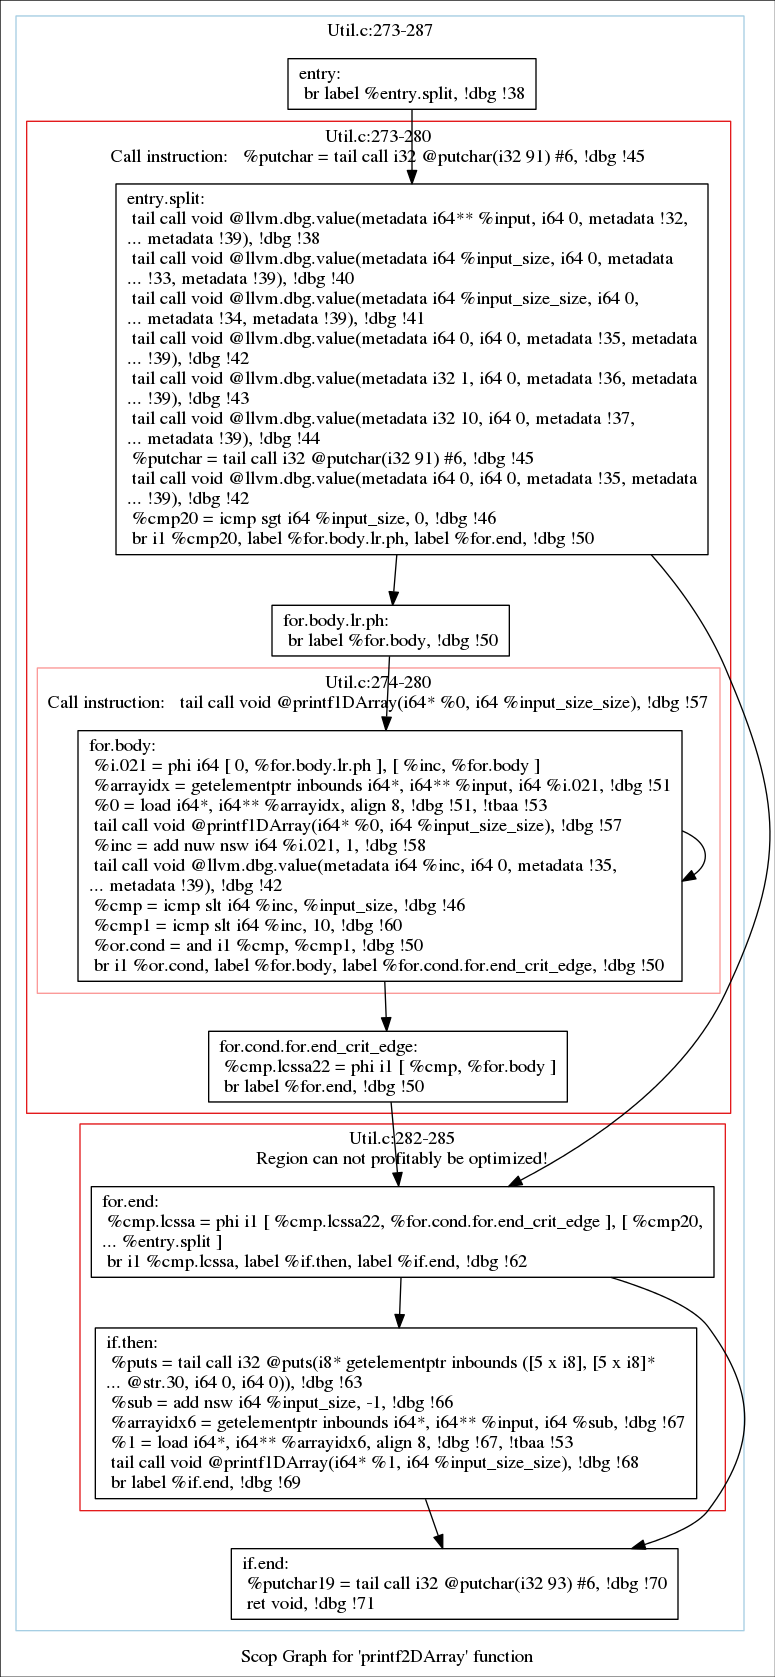 Util.c:273-287
entry:
br label %entry.split, !dbg !38
Util.c:273-280
Call instruction: %putchar = tail call i32 @putchar(i32 91) #6, !dbg !45
entry.split:
tail call void @llvm.dbg.value(metadata i64** %input, i64 0, metadata !32,
... metadata !39), !dbg !38
tail call void @llvm.dbg.value(metadata i64 %input_size, i64 0, metadata
... !33, metadata !39), !dbg !40
tail call void @llvm.dbg.value(metadata i64 %input_size_size, i64 0,
... metadata !34, metadata !39), !dbg !41
tail call void @llvm.dbg.value(metadata i64 0, i64 0, metadata !35, metadata
... !39), !dbg !42
tail call void @llvm.dbg.value(metadata i32 1, i64 0, metadata !36, metadata
... !39), !dbg !43
tail call void @llvm.dbg.value(metadata i32 10, i64 0, metadata !37,
... metadata !39), !dbg !44
%putchar = tail call i32 @putchar(i32 91) #6, !dbg !45
tail call void @llvm.dbg.value(metadata i64 0, i64 0, metadata !35, metadata
... !39), !dbg !42
%cmp20 = icmp sgt i64 %input_size, 0, !dbg !46
br i1 %cmp20, label %for.body.lr.ph, label %for.end, !dbg !50
for.body.lr.ph:
br label %for.body, !dbg !50
Util.c:274-280
Call instruction: tail call void @printf1DArray(i64* %0, i64 %input_size_size), !dbg !57
for.body:
%i.021 = phi i64 [ 0, %for.body.lr.ph ], [ %inc, %for.body ]
%arrayidx = getelementptr inbounds i64*, i64** %input, i64 %i.021, !dbg !51
%0 = load i64*, i64** %arrayidx, align 8, !dbg !51, !tbaa !53
tail call void @printf1DArray(i64* %0, i64 %input_size_size), !dbg !57
%inc = add nuw nsw i64 %i.021, 1, !dbg !58
tail call void @llvm.dbg.value(metadata i64 %inc, i64 0, metadata !35,
... metadata !39), !dbg !42
%cmp = icmp slt i64 %inc, %input_size, !dbg !46
%cmp1 = icmp slt i64 %inc, 10, !dbg !60
%or.cond = and i1 %cmp, %cmp1, !dbg !50
br i1 %or.cond, label %for.body, label %for.cond.for.end_crit_edge, !dbg !50
for.cond.for.end_crit_edge:
%cmp.lcssa22 = phi i1 [ %cmp, %for.body ]
br label %for.end, !dbg !50
Util.c:282-285
Region can not profitably be optimized!
for.end:
%cmp.lcssa = phi i1 [ %cmp.lcssa22, %for.cond.for.end_crit_edge ], [ %cmp20,
... %entry.split ]
br i1 %cmp.lcssa, label %if.then, label %if.end, !dbg !62
if.then:
%puts = tail call i32 @puts(i8* getelementptr inbounds ([5 x i8], [5 x i8]*
... @str.30, i64 0, i64 0)), !dbg !63
%sub = add nsw i64 %input_size, -1, !dbg !66
%arrayidx6 = getelementptr inbounds i64*, i64** %input, i64 %sub, !dbg !67
%1 = load i64*, i64** %arrayidx6, align 8, !dbg !67, !tbaa !53
tail call void @printf1DArray(i64* %1, i64 %input_size_size), !dbg !68
br label %if.end, !dbg !69
if.end:
%putchar19 = tail call i32 @putchar(i32 93) #6, !dbg !70
ret void, !dbg !71
Scop Graph for 'printf2DArray' function